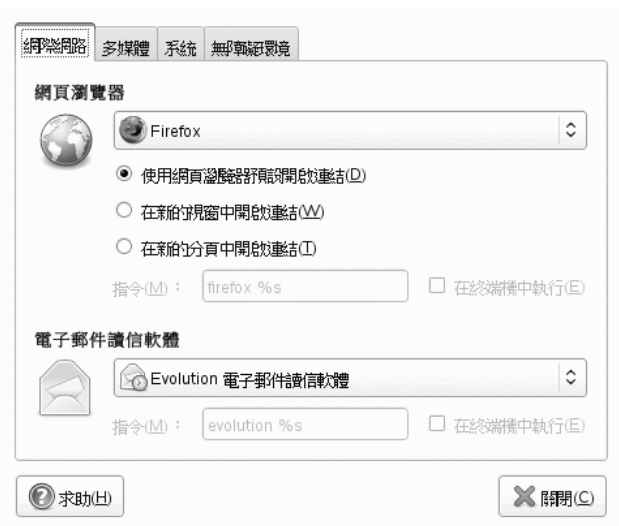 網際網路 多媒體 系統 無障礙環境
網頁瀏覽器
Firefox
使用網頁瀏覽器預設開啟連結(D)
在新的視窗中開啟連結(W)
在新的分頁中開啟連結(T)
指令(M)： firefox %s 在終端機中執行(E)
電子郵件讀信軟體
Evolution 電子郵件讀信軟體
指令(M)： evolution %s 在終端機中執行(E)
求助(H) 關閉(C)